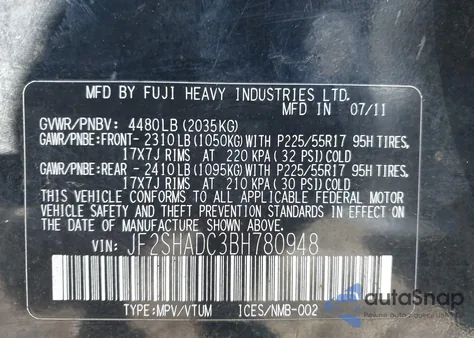 MFD BY FUJI HEAVY INDUSTRIES LTD.
MFD IN 07/11
GVWR/PNBV: 4480LB(2035KG)
GAWR/PNBE:FRONT- 2310LB(1050KG)WITH P225/55R17 95H TIRES,
17X7J RIMS AT 220 KPA(32 PSI)COLD
GAWR/PNBE:REAR - 2410LB(1095KG)WITH P225/55R17 95H TIRES,
17X7J RIMS AT 210 KPA(30 PSI)COLD
THIS VEHICLE CONFORMS TO ALL APPLICABLE FEDERAL MOTOR
VEHICLE SAFETY AND THEFT PREVENTION STANDARDS IN EFFECT ON
THE DATE OF MANUFACTURE SHOWN ABOVE.
VIN: JF2SHADC3BH780948
TYPE:MPV/VTUM ICES/NMB-002
autoSnap